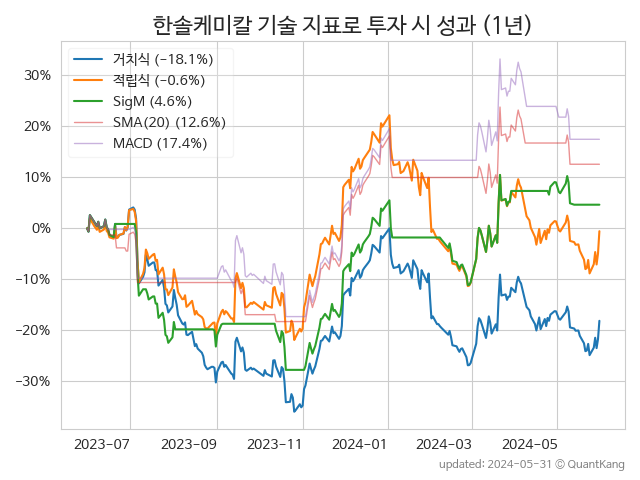 한솔케미칼 기술 지표로 투자 시 성과 (1년)
거치식 (−18.1%)
적립식 (−0.6%)
SigM (4.6%)
SMA(20) (12.6%)
MACD (17.4%)
30%
20%
10%
0%
−10%
−20%
−30%
2023-07 2023-09 2023-11 2024-01 2024-03 2024-05
updated: 2024-05-31 © QuantKang